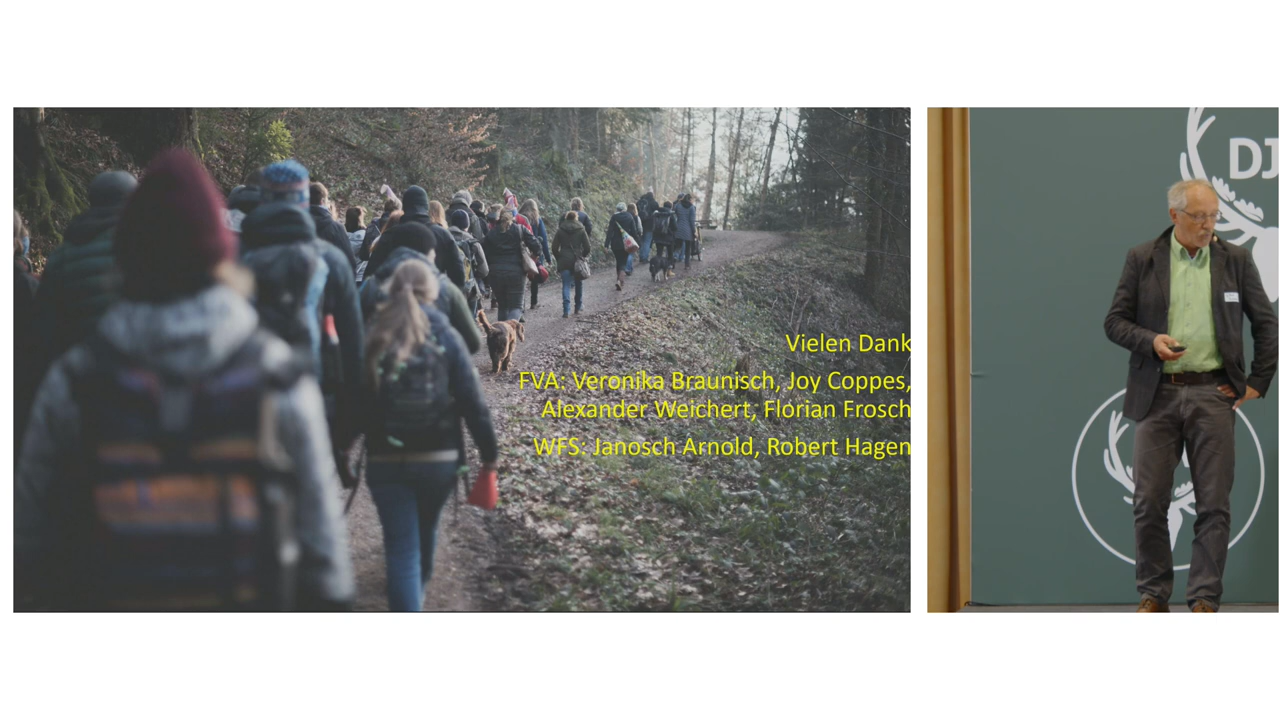 Vielen Dank
FVA: Veronika Braunisch, Joy Coppes,
Alexander Weichert, Florian Frosch
WFS: Janosch Arnold, Robert Hagen
DJ